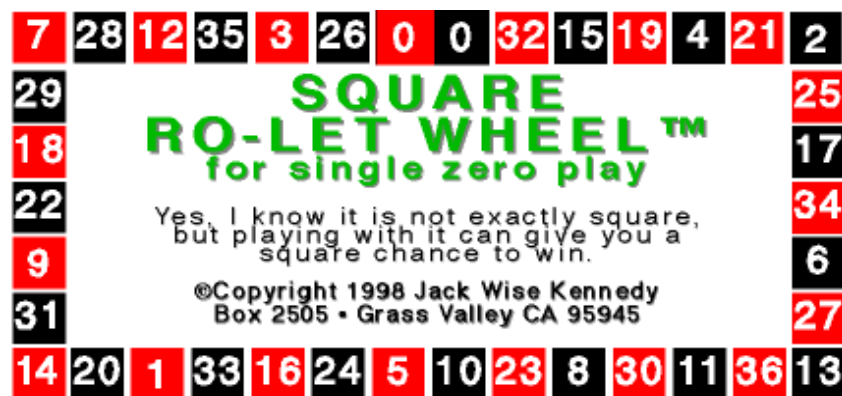 7 28 12 35 3 26 0 0 32 15 19 4 21 2
29 25
18 17
22 34
9 6
31 27
SQUARE
RO-LET WHEEL™
for single zero play
Yes, I know it is not exactly square,
but playing with it can give you a
square chance to win.
©Copyright 1998 Jack Wise Kennedy
Box 2505 • Grass Valley CA 95945
14 20 1 33 16 24 5 10 23 8 30 11 36 13